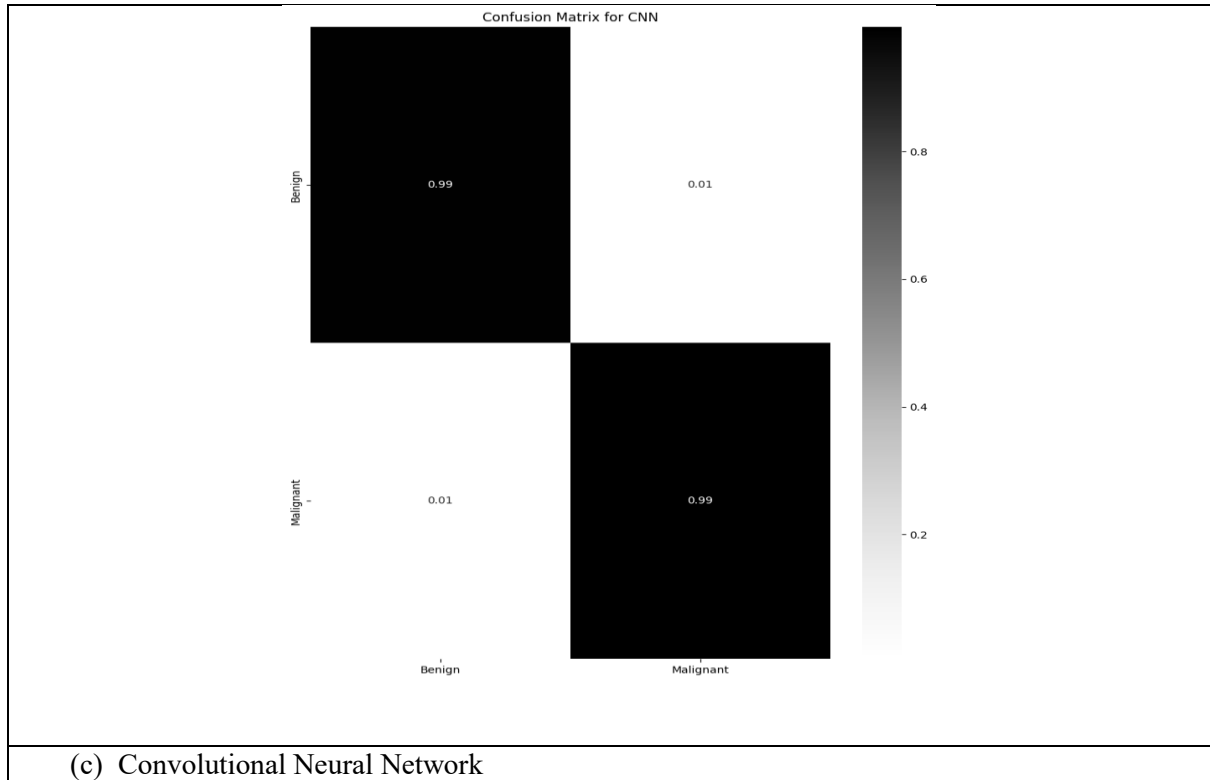 Confusion Matrix for CNN
Benign
0.99
0.01
0.8
0.6
0.4
Malignant
0.01
0.99
0.2
Benign
Malignant
(c) Convolutional Neural Network